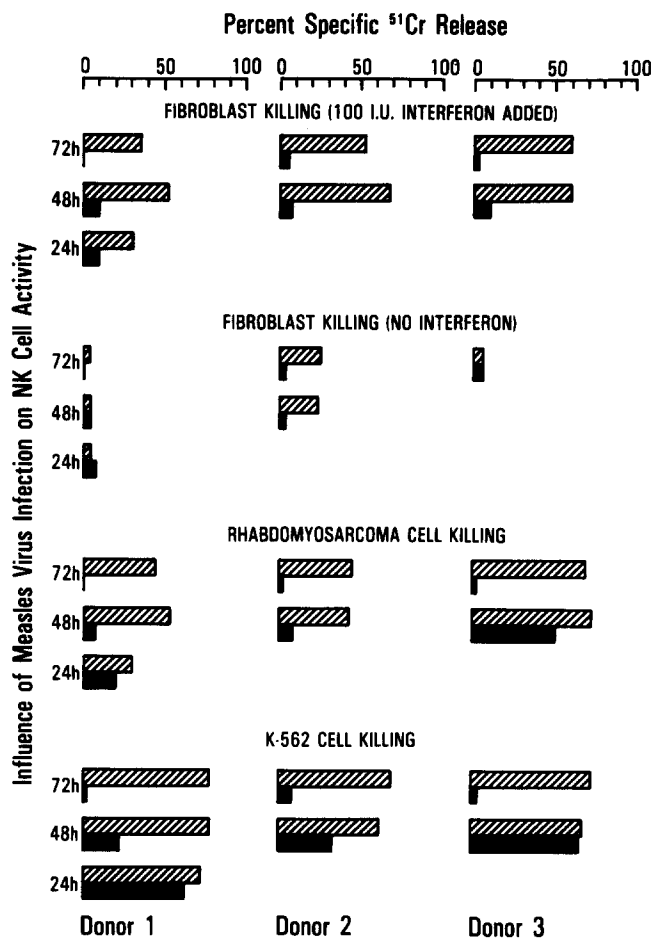 Percent Specific ⁵¹Cr Release
0 50 100 0 50 100 0 50 100
FIBROBLAST KILLING (100 I.U. INTERFERON ADDED)
72h
48h
24h
FIBROBLAST KILLING (NO INTERFERON)
72h
48h
24h
RHABDOMYOSARCOMA CELL KILLING
72h
48h
24h
K-562 CELL KILLING
72h
48h
24h
Donor 1 Donor 2 Donor 3
Influence of Measles Virus Infection on NK Cell Activity